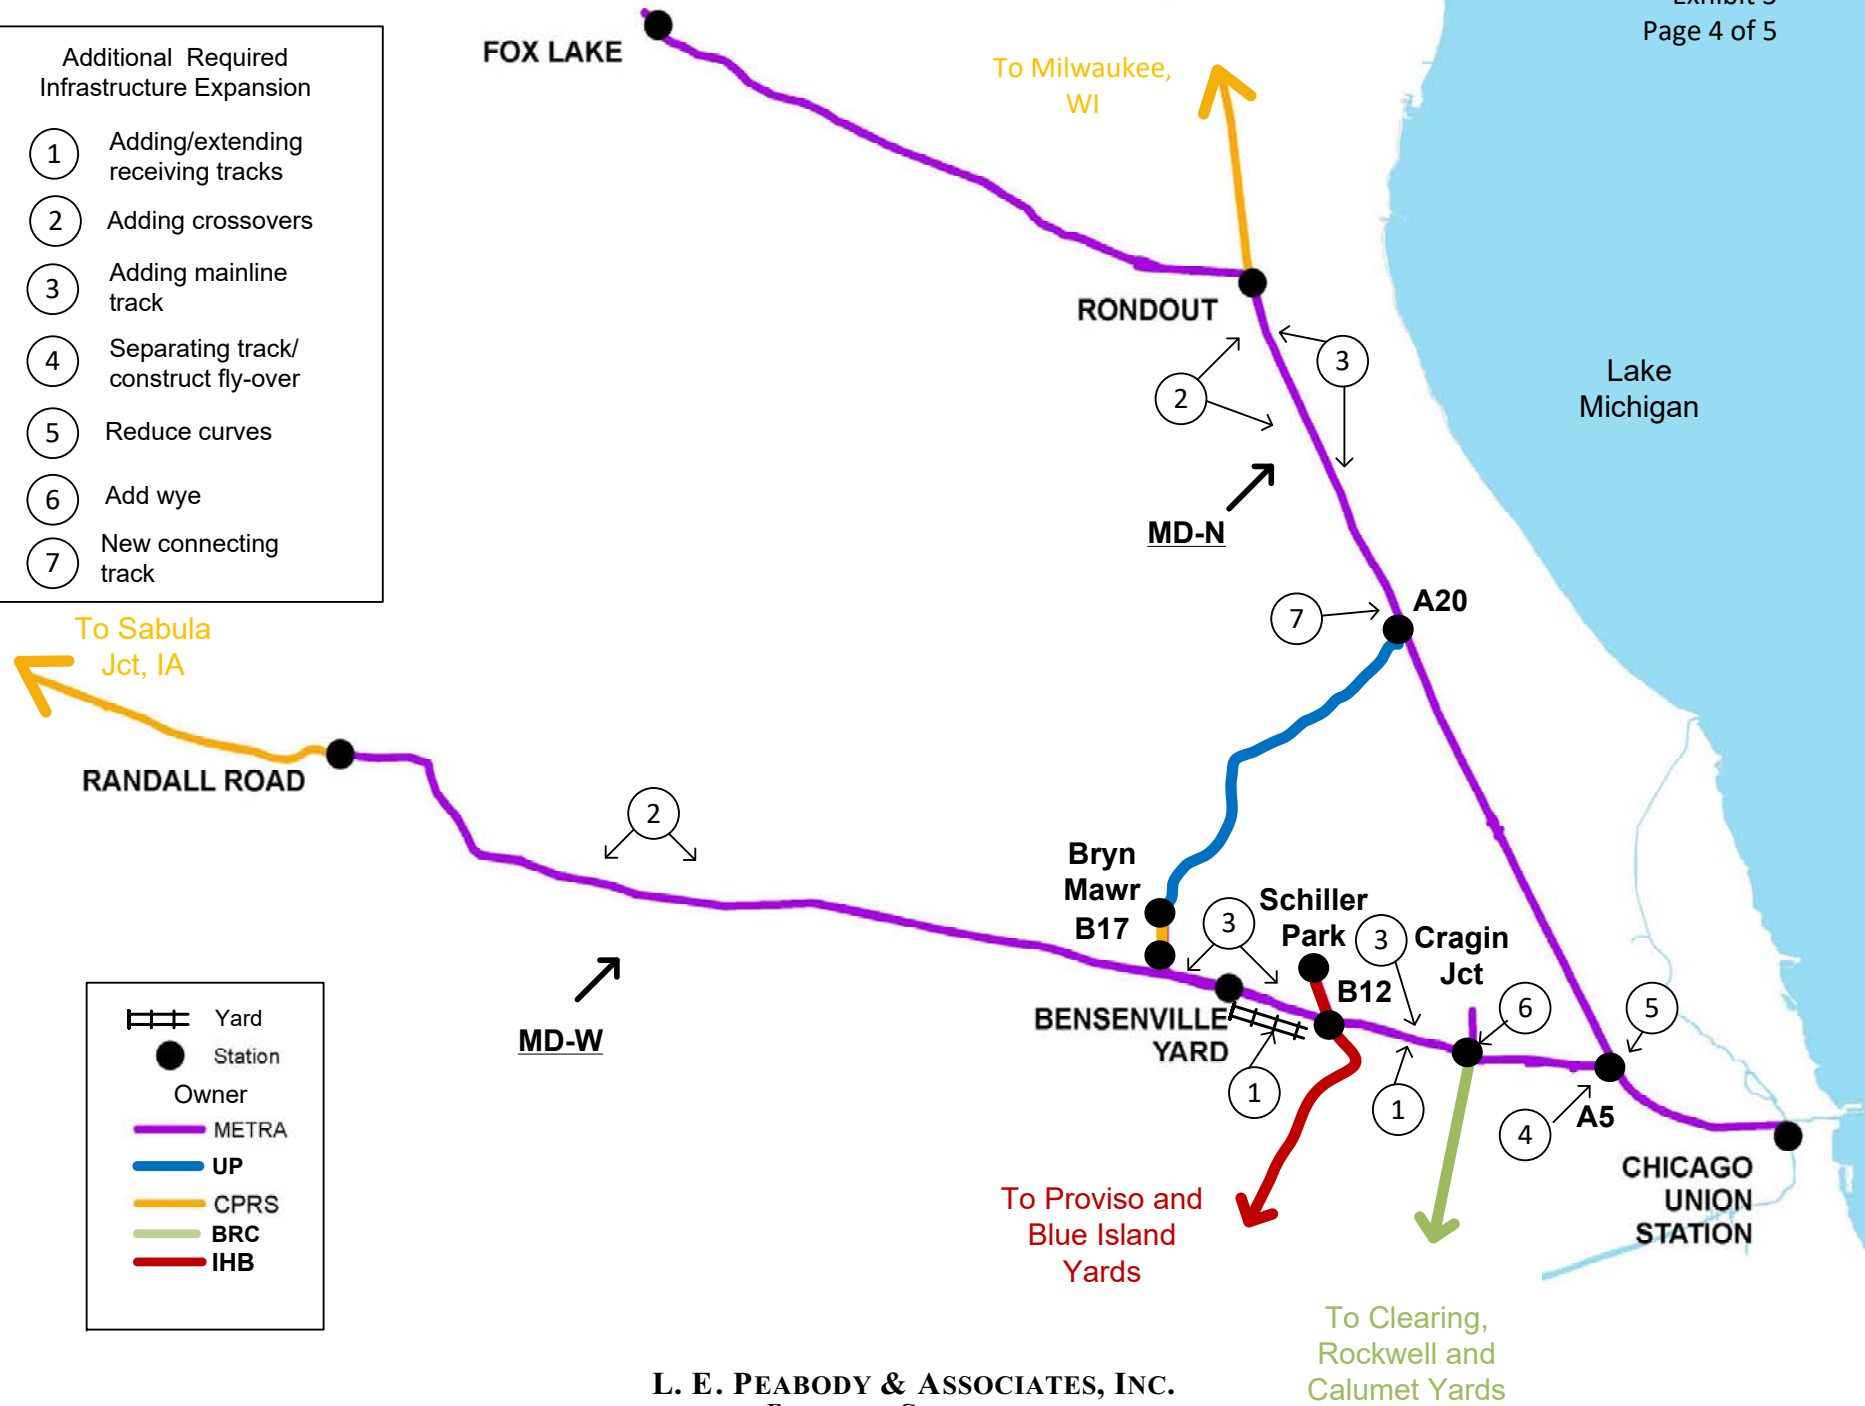 Page 4 of 5
Additional Required
Infrastructure Expansion
1
Adding/extending
receiving tracks
2
Adding crossovers
3
Adding mainline
track
4
Separating track/
construct fly-over
5
Reduce curves
6
Add wye
7
New connecting
track
FOX LAKE
To Milwaukee,
WI
RONDOUT
3
2
Lake
Michigan
MD-N
7
A20
To Sabula
Jct, IA
RANDALL ROAD
2
MD-W
Bryn
Mawr
B17
3
Schiller
Park
3
Cragin
Jct
B12
BENSENVILLE
YARD
1
1
6
5
4
A5
CHICAGO
UNION
STATION
Yard
Station
Owner
METRA
UP
CPRS
BRC
IHB
To Proviso and
Blue Island
Yards
To Clearing,
Rockwell and
Calumet Yards
L. E. PEABODY & ASSOCIATES, INC.